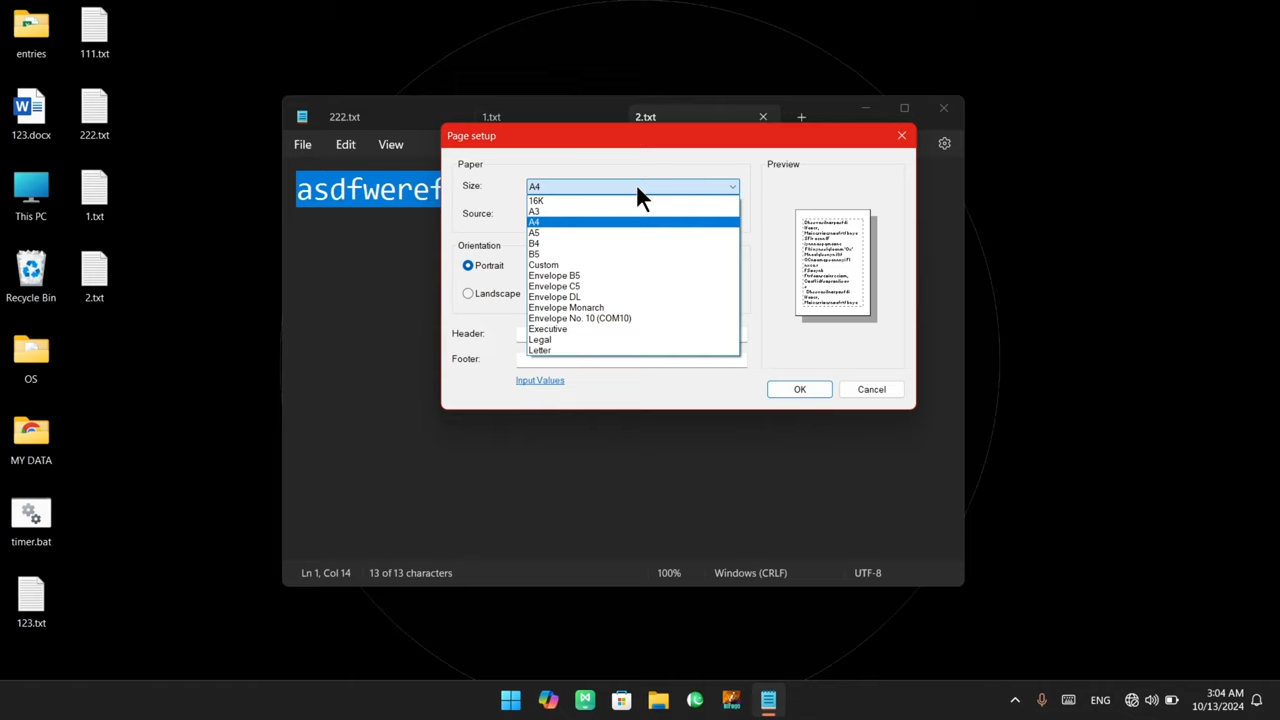 entries
111.txt
123.docx
222.txt
This PC
1.txt
Recycle Bin
2.txt
OS
MY DATA
timer.bat
123.txt
222.txt
1.txt
2.txt
File
Edit
View
asdfweref
Page setup
Paper
Size:
A4
16K
A3
A4
A5
B4
B5
Custom
Envelope B5
Envelope C5
Envelope DL
Envelope Monarch
Envelope No. 10 (COM10)
Executive
Legal
Letter
Source:
Orientation
Portrait
Landscape
Header:
Footer:
Input Values
Preview
OK
Cancel
Ln 1, Col 14
13 of 13 characters
100%
Windows (CRLF)
UTF-8
ENG
3:04 AM
10/13/2024